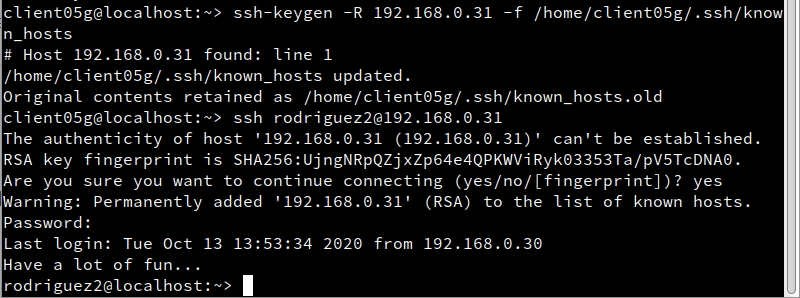 client05g@localhost:~> ssh-keygen -R 192.168.0.31 -f /home/client05g/.ssh/know
n_hosts
# Host 192.168.0.31 found: line 1
/home/client05g/.ssh/known_hosts updated.
Original contents retained as /home/client05g/.ssh/known_hosts.old
client05g@localhost:~> ssh rodriguez2@192.168.0.31
The authenticity of host '192.168.0.31 (192.168.0.31)' can't be established.
RSA key fingerprint is SHA256:UjngNRpQZjxZp64e4QPKWViRyk03353Ta/pV5TcDNA0.
Are you sure you want to continue connecting (yes/no/[fingerprint])? yes
Warning: Permanently added '192.168.0.31' (RSA) to the list of known hosts.
Password:
Last login: Tue Oct 13 13:53:34 2020 from 192.168.0.30
Have a lot of fun...
rodriguez2@localhost:~>